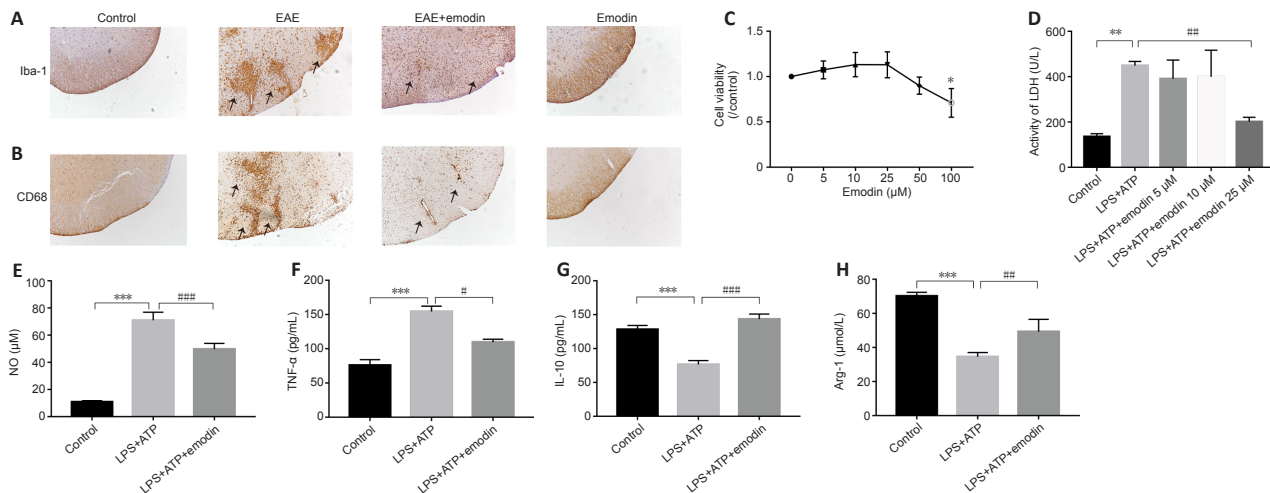 A
Control
EAE
EAE+emodin
Emodin
Iba-1
B
CD68
C
Cell viability
(/control)
1.5
1.0
0.5
0
*
0 5 10 25 50 100
Emodin (μM)
D
Activity of LDH (U/L)
600
400
200
0
**
##
Control
LPS+ATP
LPS+ATP+emodin 5 μM
LPS+ATP+emodin 10 μM
LPS+ATP+emodin 25 μM
E
NO (μM)
100
80
60
40
20
0
***
###
Control
LPS+ATP
LPS+ATP+emodin
F
TNF-α (pg/mL)
200
150
100
50
0
***
#
Control
LPS+ATP
LPS+ATP+emodin
G
IL-10 (pg/mL)
200
150
100
50
0
***
###
Control
LPS+ATP
LPS+ATP+emodin
H
Arg-1 (μmol/L)
80
60
40
20
0
***
##
Control
LPS+ATP
LPS+ATP+emodin